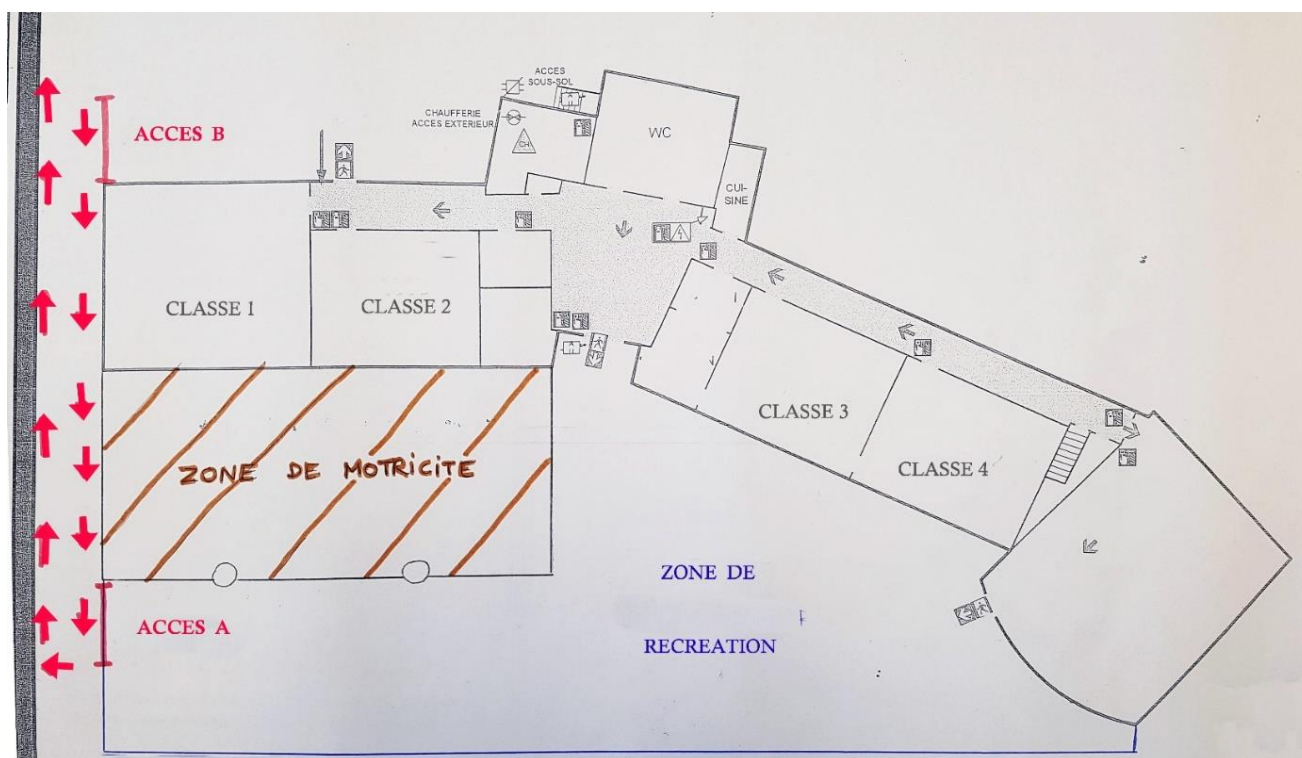 ACCES
SOUS-SOL
CHAUFFERIE
ACCES EXTERIEUR
CH
WC
ACCES B
CUI-
SINE
CLASSE 1
CLASSE 2
CLASSE 3
CLASSE 4
ZONE DE MOTRICITE
ZONE DE
RECREATION
ACCES A